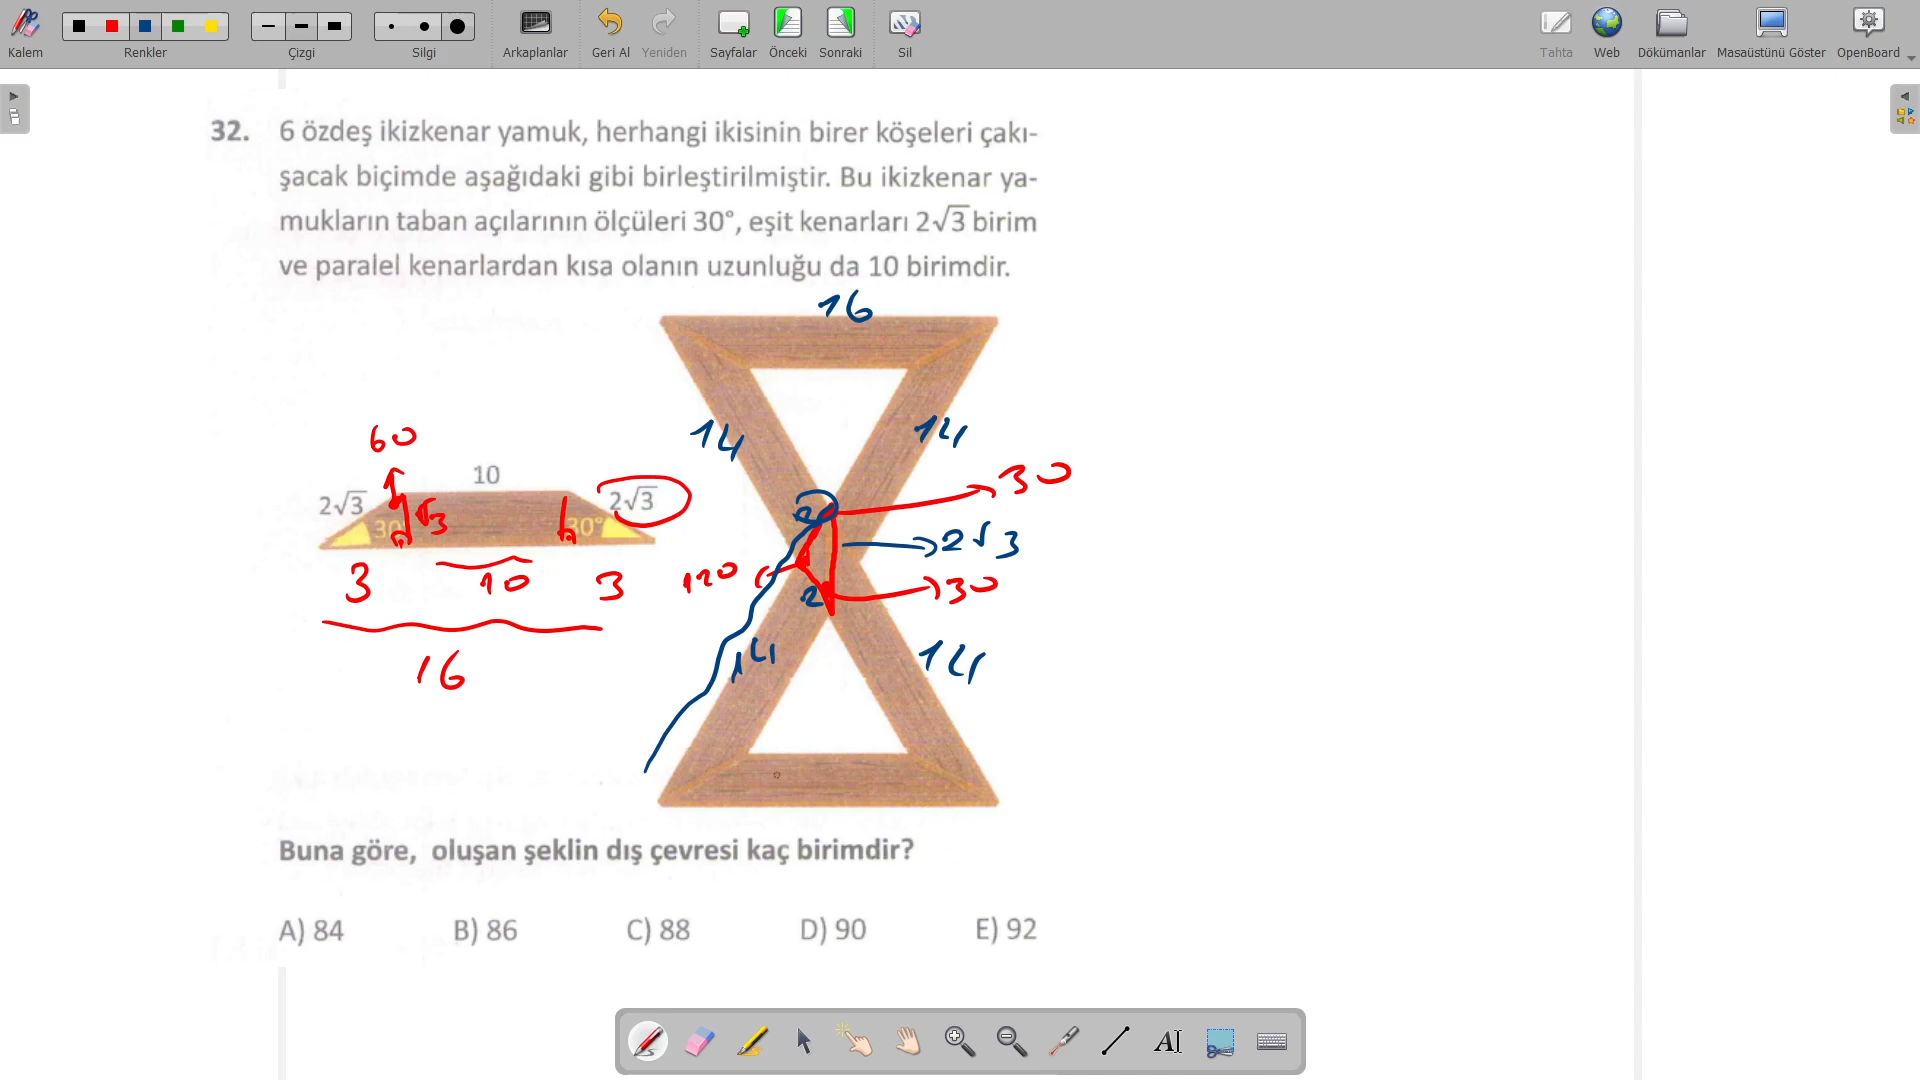 Kalem Renkler Çizgi Silgi Arkaplanlar Geri Al Yeniden Sayfalar Önceki Sonraki Sil Tahta Web Dökümanlar Masaüstünü Göster OpenBoard
32. 6 özdeş ikizkenar yamuk, herhangi ikisinin birer köşeleri çakı-
şacak biçimde aşağıdaki gibi birleştirilmiştir. Bu ikizkenar ya-
mukların taban açılarının ölçüleri 30°, eşit kenarları 2√3 birim
ve paralel kenarlardan kısa olanın uzunluğu da 10 birimdir.
16
60
14 14
10
30
2√3 2√3
√3
30° 30°
2
2√3
3 10 3
120
2
30
16
14 14
Buna göre, oluşan şeklin dış çevresi kaç birimdir?
A) 84 B) 86 C) 88 D) 90 E) 92